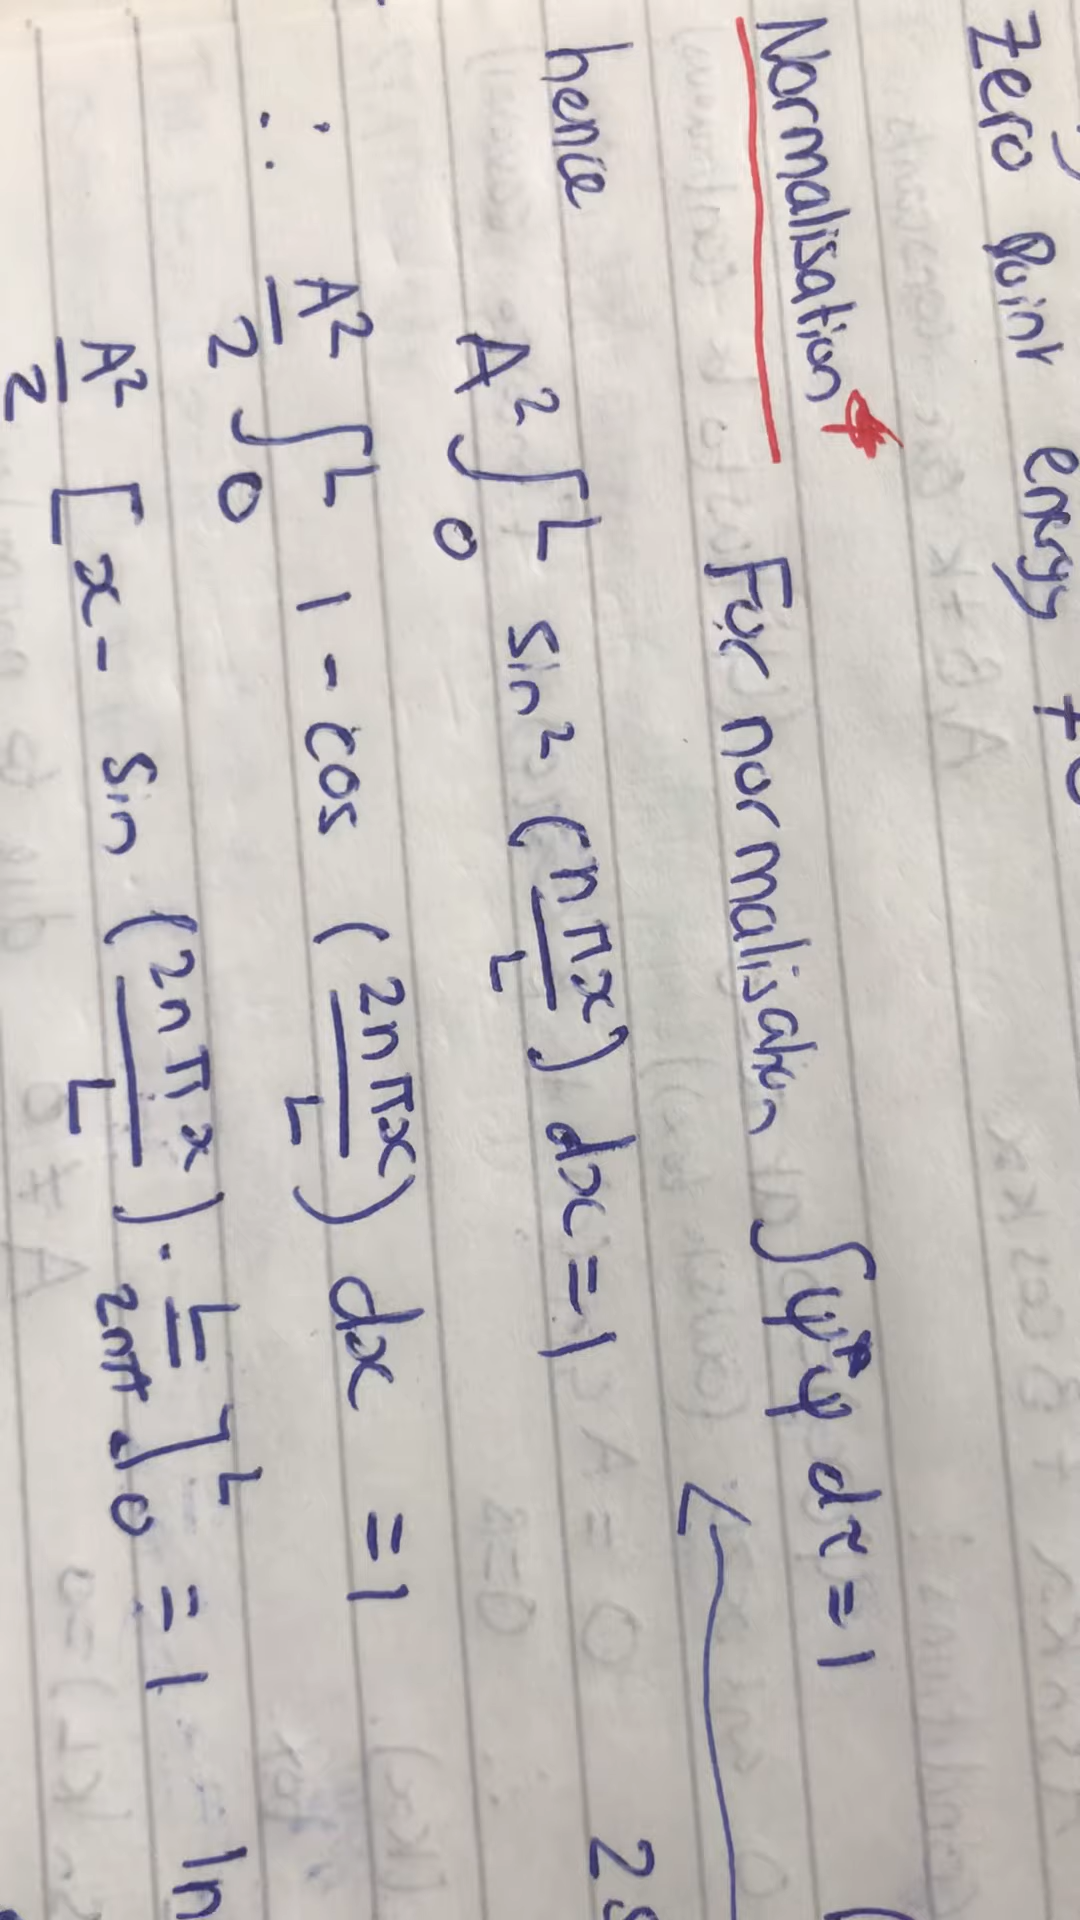 Zero Point energy ≠0
Normalisation For normalisation ∫ψ*ψ dτ = 1
hence A² ∫₀ᴸ sin² (nπx/L) dx = 1
∴ A²/2 ∫₀ᴸ 1 - cos (2nπx/L) dx = 1
A²/2 [x - sin (2nπx/L) · L/2nπ]₀ᴸ = 1